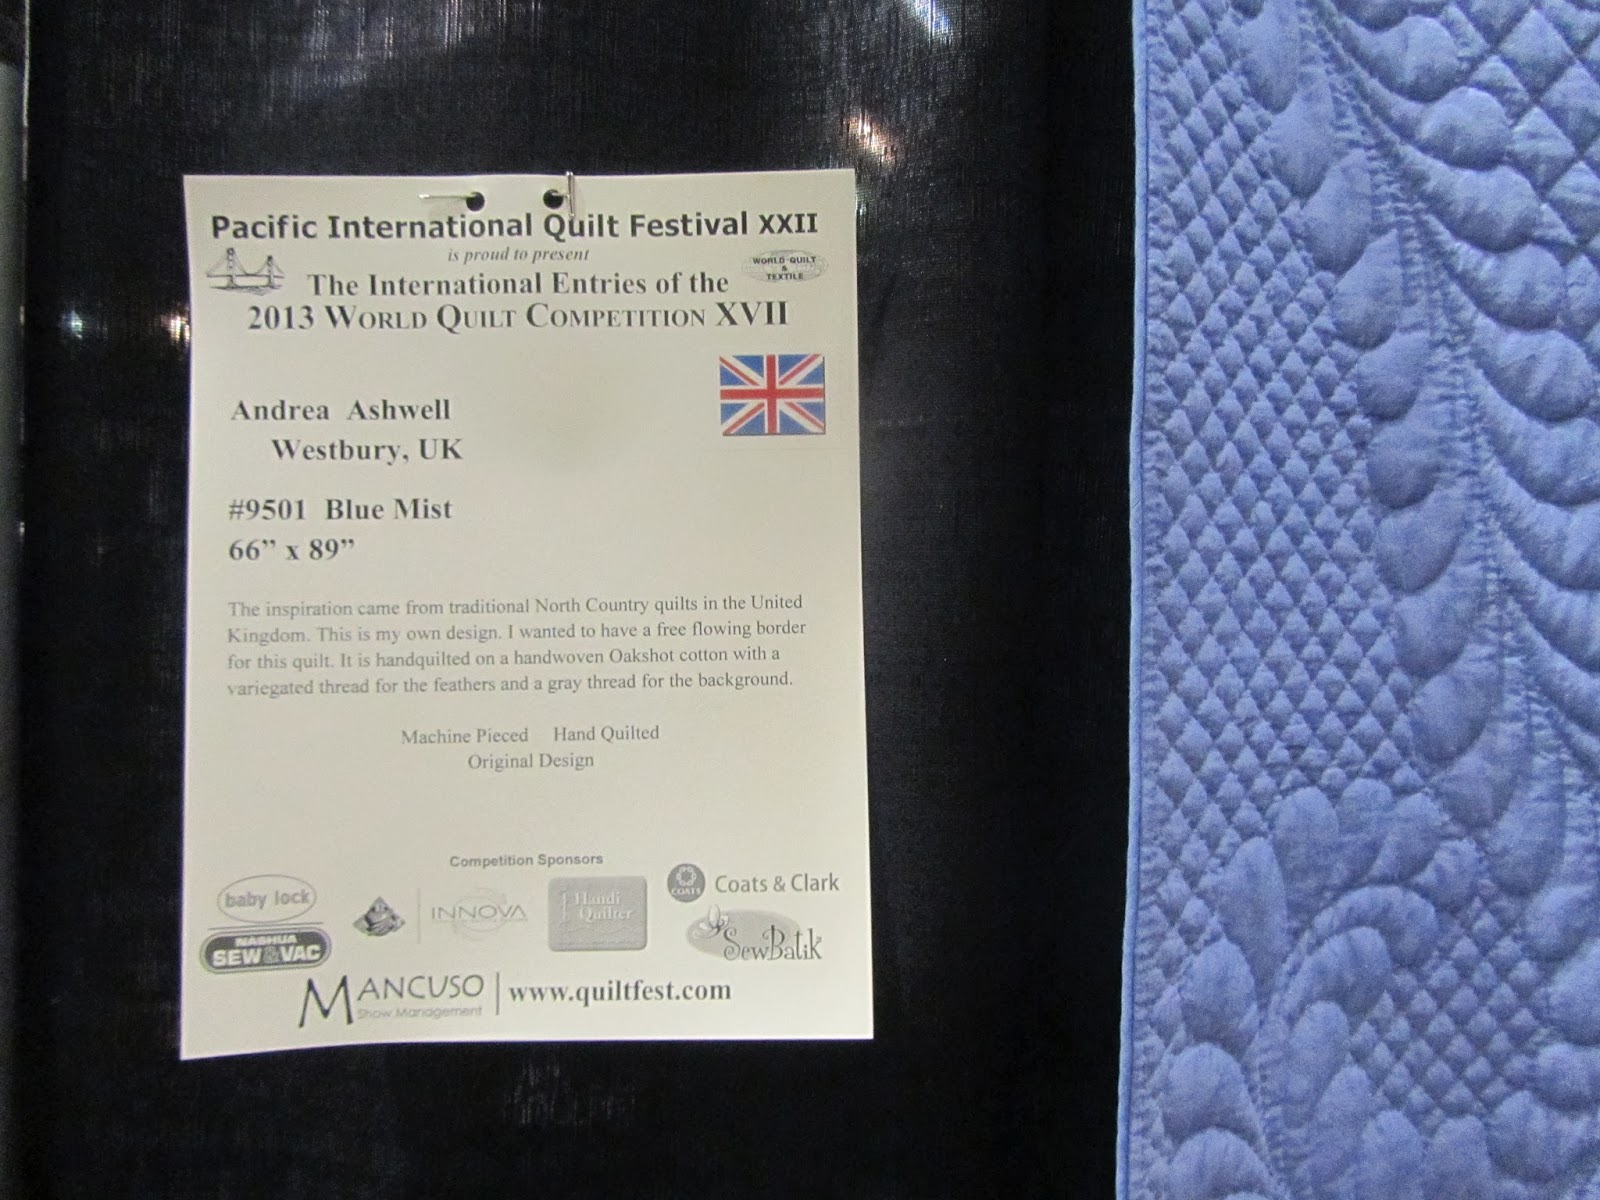 Pacific International Quilt Festival XXII
is proud to present
WORLD QUILT
&
TEXTILE
The International Entries of the
2013 WORLD QUILT COMPETITION XVII
Andrea Ashwell
Westbury, UK
#9501 Blue Mist
66” x 89”
The inspiration came from traditional North Country quilts in the United
Kingdom. This is my own design. I wanted to have a free flowing border
for this quilt. It is handquilted on a handwoven Oakshot cotton with a
variegated thread for the feathers and a gray thread for the background.
Machine Pieced Hand Quilted
Original Design
Competition Sponsors
baby lock
NASHUA
SEW & VAC
INNOVA
Handi
Quilter
COATS
Coats & Clark
SewBatik
MANCUSO
Show Management
www.quiltfest.com